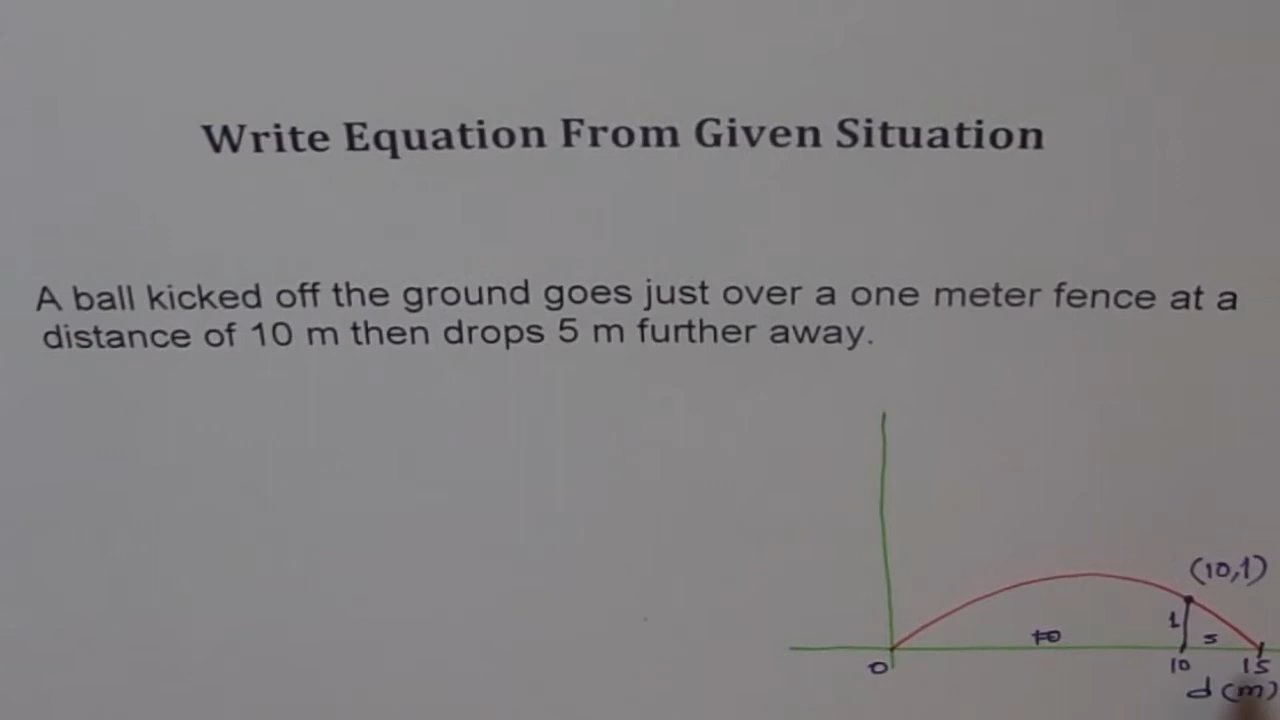 Write Equation From Given Situation
A ball kicked off the ground goes just over a one meter fence at a
distance of 10 m then drops 5 m further away.
(10,1)
1
10
5
0
10
15
d (m)